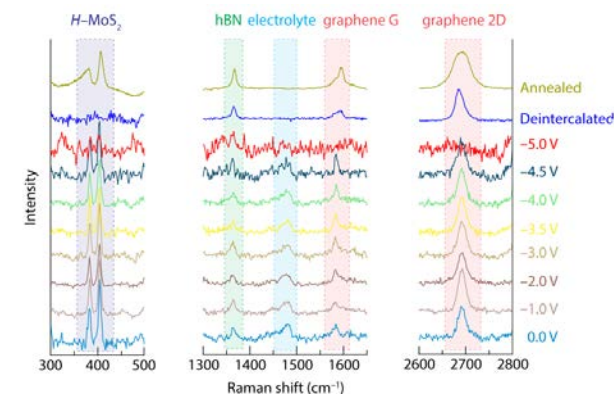 H–MoS2 hBN electrolyte graphene G graphene 2D
Annealed
Deintercalated
–5.0 V
–4.5 V
–4.0 V
–3.5 V
–3.0 V
–2.0 V
–1.0 V
0.0 V
Intensity
300 400 500 1300 1400 1500 1600 2600 2700 2800
Raman shift (cm–1)